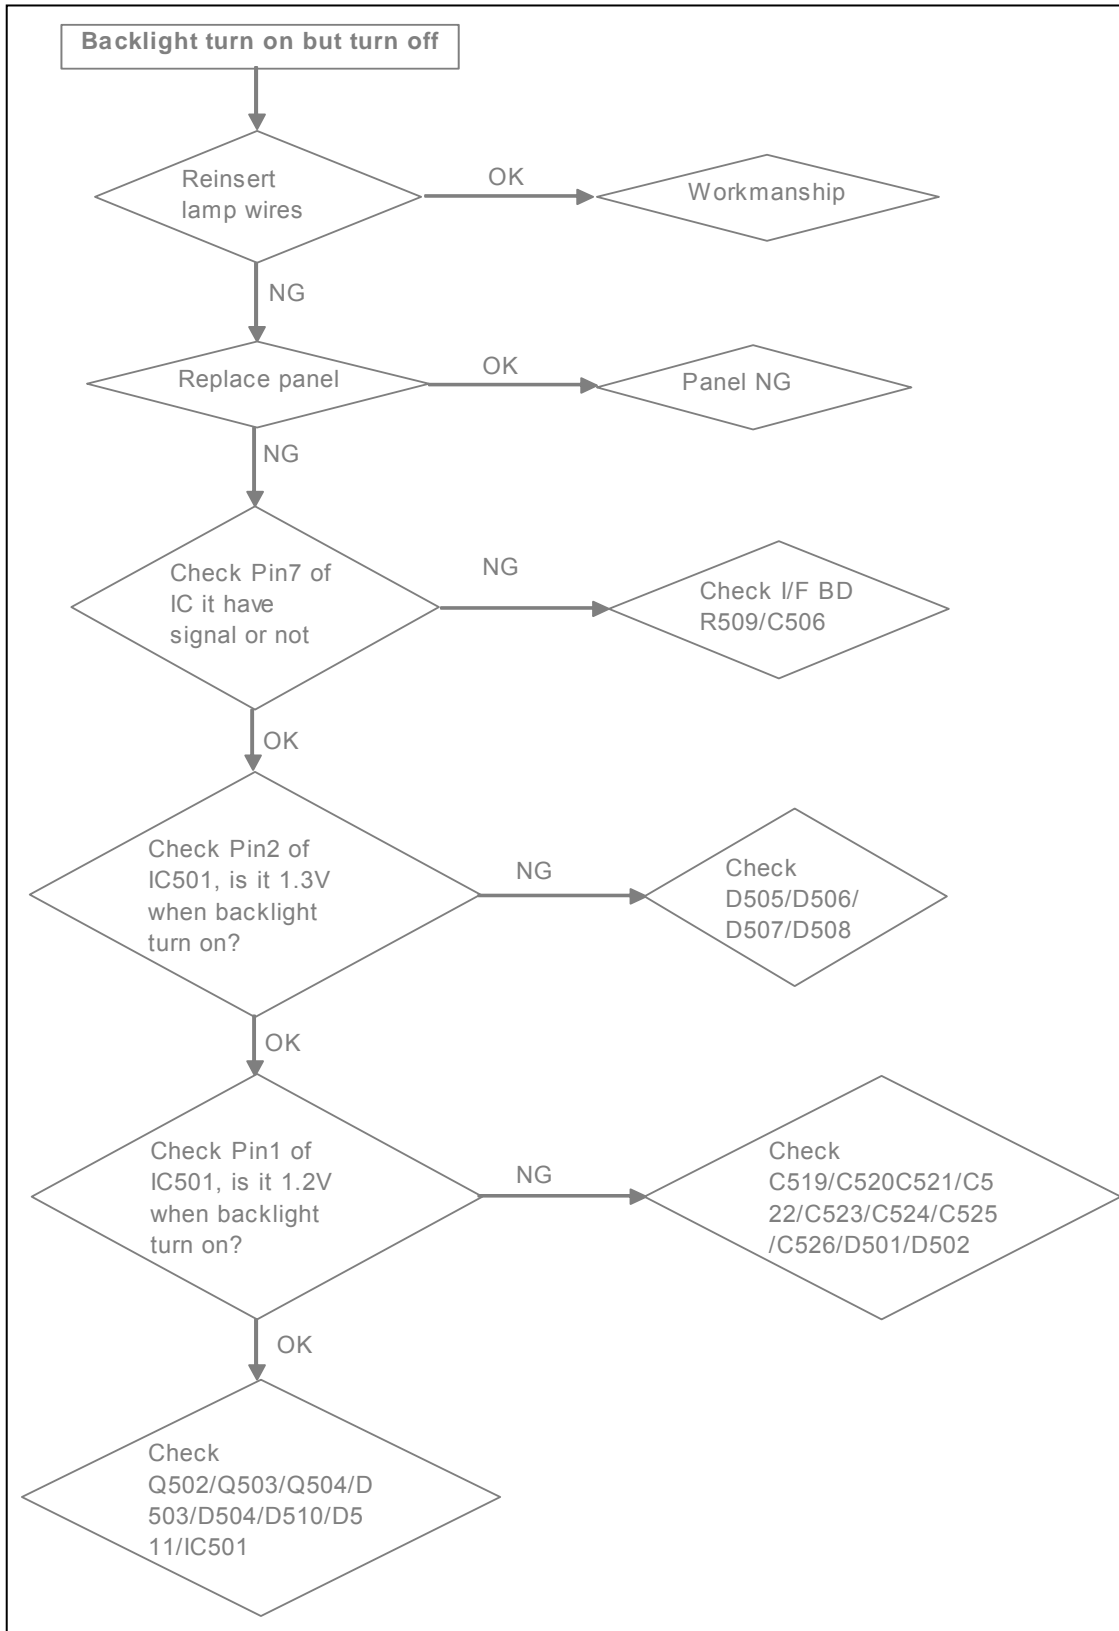 Backlight turn on but turn off
Reinsert
lamp wires
OK
Workmanship
NG
Replace panel
OK
Panel NG
NG
Check Pin7 of
IC it have
signal or not
NG
Check I/F BD
R509/C506
OK
Check Pin2 of
IC501, is it 1.3V
when backlight
turn on?
NG
Check
D505/D506/
D507/D508
OK
Check Pin1 of
IC501, is it 1.2V
when backlight
turn on?
NG
Check
C519/C520C521/C5
22/C523/C524/C525
/C526/D501/D502
OK
Check
Q502/Q503/Q504/D
503/D504/D510/D5
11/IC501